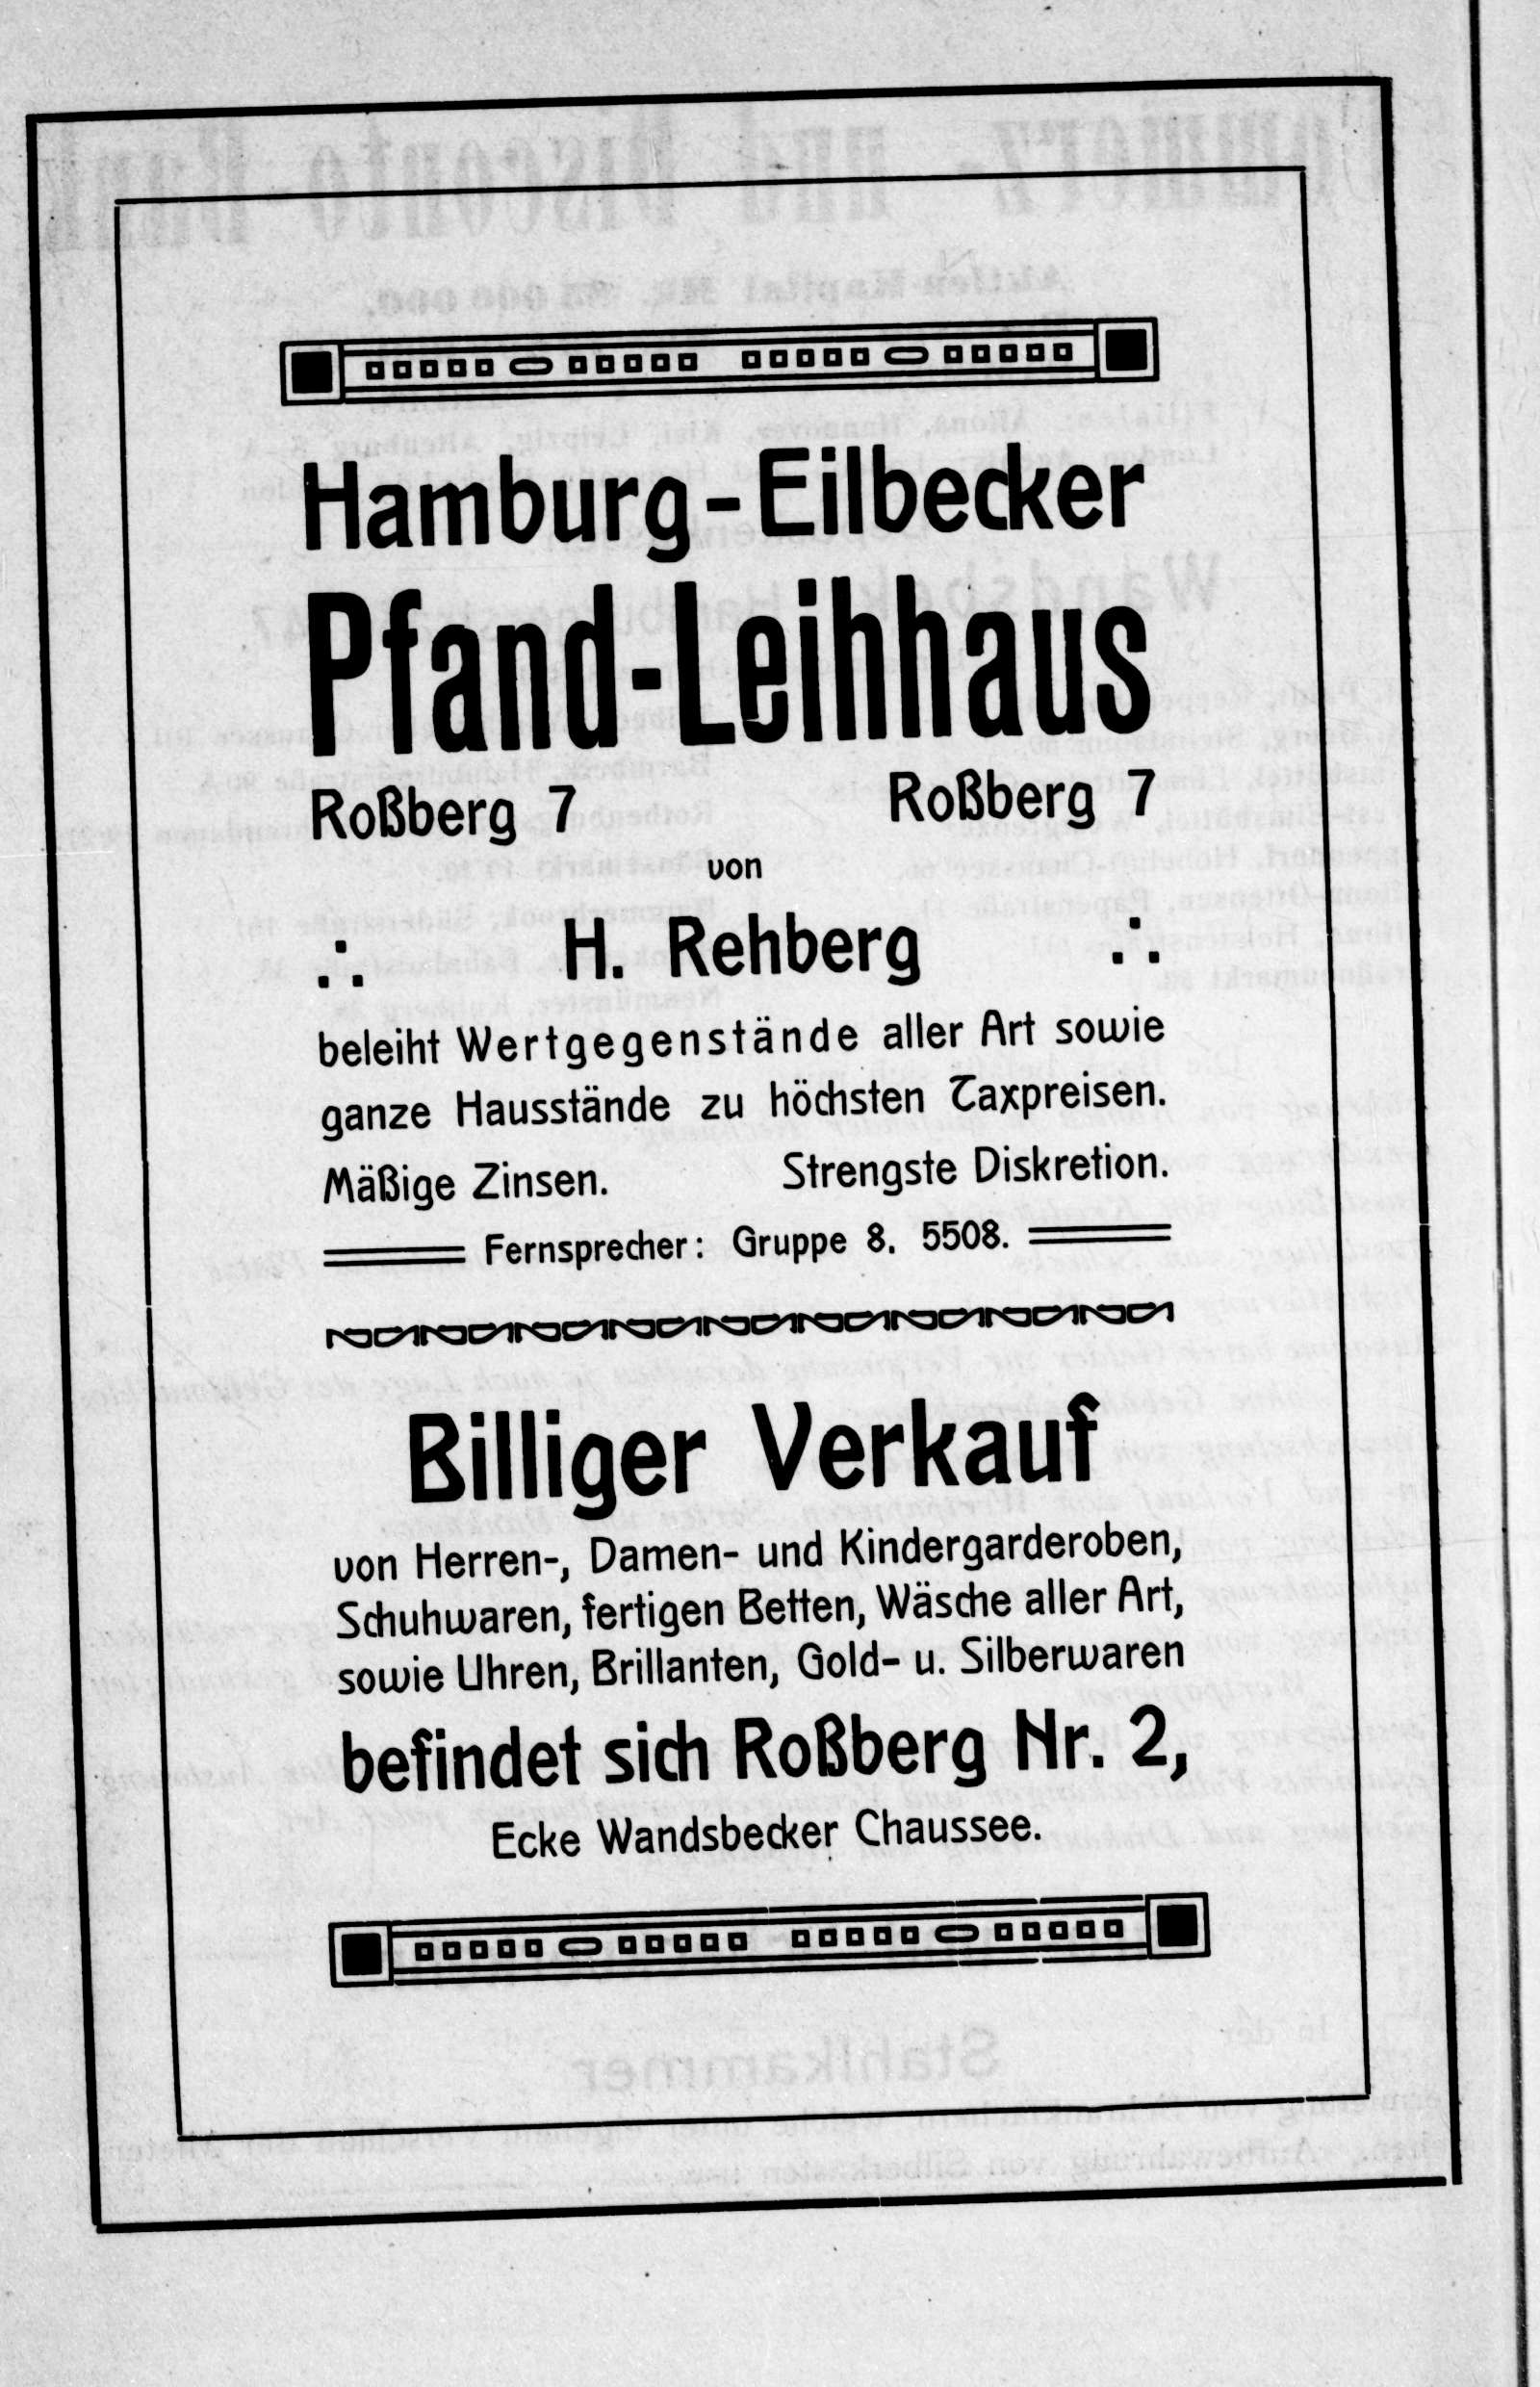 Hamburg-Eilbecker
Pfand-Leihhaus
Roßberg 7 Roßberg 7
von
H. Rehberg
beleiht Wertgegenstände aller Art sowie
ganze Hausstände zu höchsten Taxpreisen.
Mäßige Zinsen. Strengste Diskretion.
Fernsprecher: Gruppe 8. 5508.
Billiger Verkauf
von Herren-, Damen- und Kindergarderoben,
Schuhwaren, fertigen Betten, Wäsche aller Art,
sowie Uhren, Brillanten, Gold- u. Silberwaren
befindet sich Roßberg Nr. 2,
Ecke Wandsbecker Chaussee.